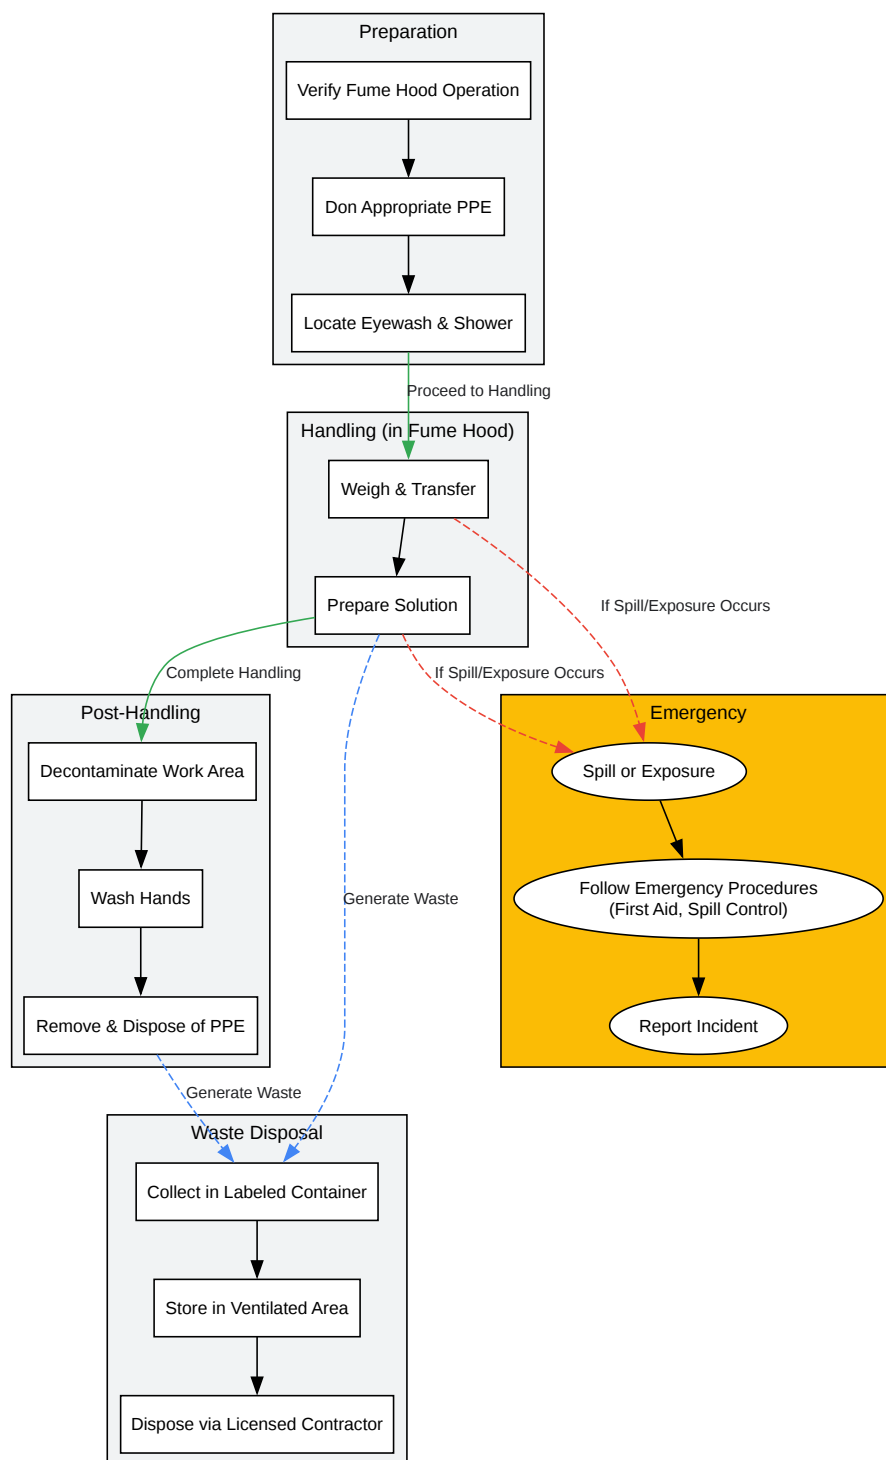 Preparation
Verify Fume Hood Operation
Don Appropriate PPE
Locate Eyewash & Shower
Proceed to Handling
Handling (in Fume Hood)
Weigh & Transfer
Prepare Solution
If Spill/Exposure Occurs
If Spill/Exposure Occurs
Complete Handling
Post-Handling
Decontaminate Work Area
Wash Hands
Remove & Dispose of PPE
Generate Waste
Generate Waste
Emergency
Spill or Exposure
Follow Emergency Procedures
(First Aid, Spill Control)
Report Incident
Waste Disposal
Collect in Labeled Container
Store in Ventilated Area
Dispose via Licensed Contractor